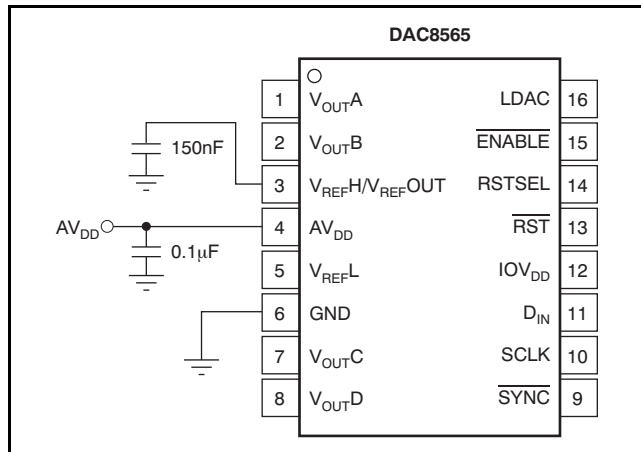 DAC8565
1 VOUTA LDAC 16
2 VOUTB ENABLE 15
150nF
3 VREFH/VREFOUT RSTSEL 14
AVDD 4 AVDD RST 13
0.1μF
5 VREFL IOVDD 12
6 GND DIN 11
7 VOUTC SCLK 10
8 VOUTD SYNC 9